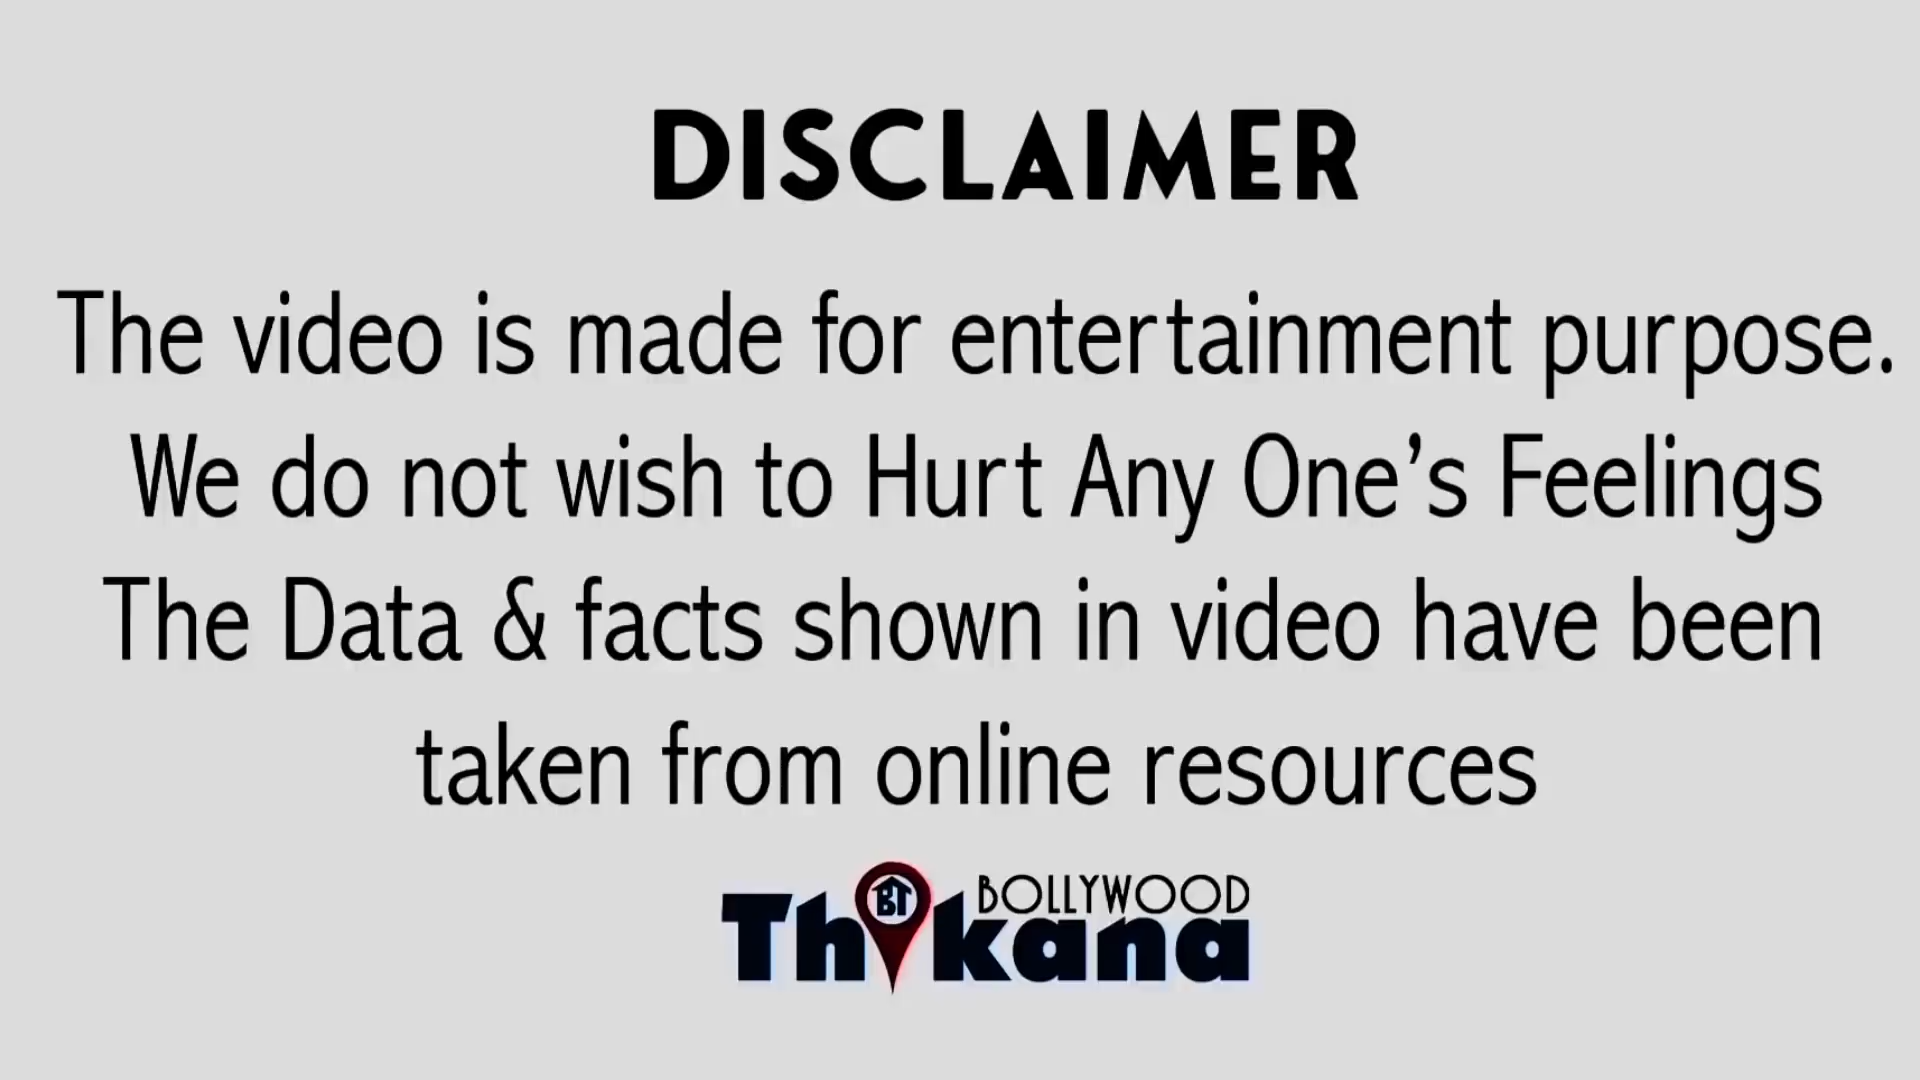 DISCLAIMER
The video is made for entertainment purpose.
We do not wish to Hurt Any One’s Feelings
The Data & facts shown in video have been
taken from online resources
BT
BOLLYWOOD
Thikana